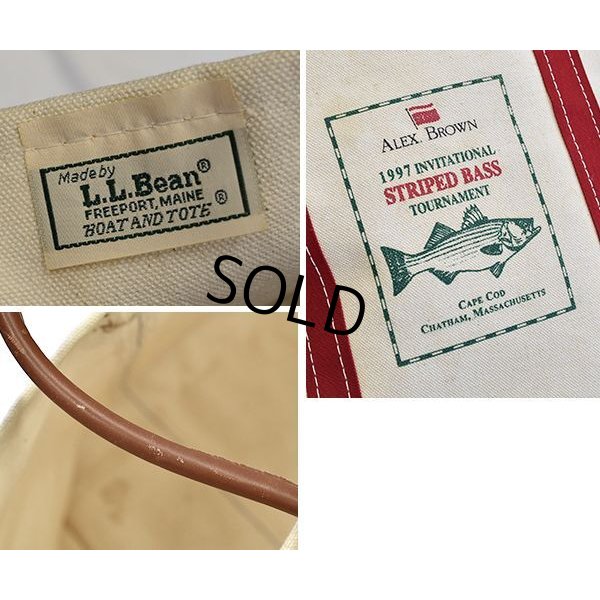 Made by
L.L.Bean®
FREEPORT, MAINE
BOAT AND TOTE®
ALEX. BROWN
1997 INVITATIONAL
STRIPED BASS
TOURNAMENT
CAPE COD
CHATHAM, MASSACHUSETTS
SOLD